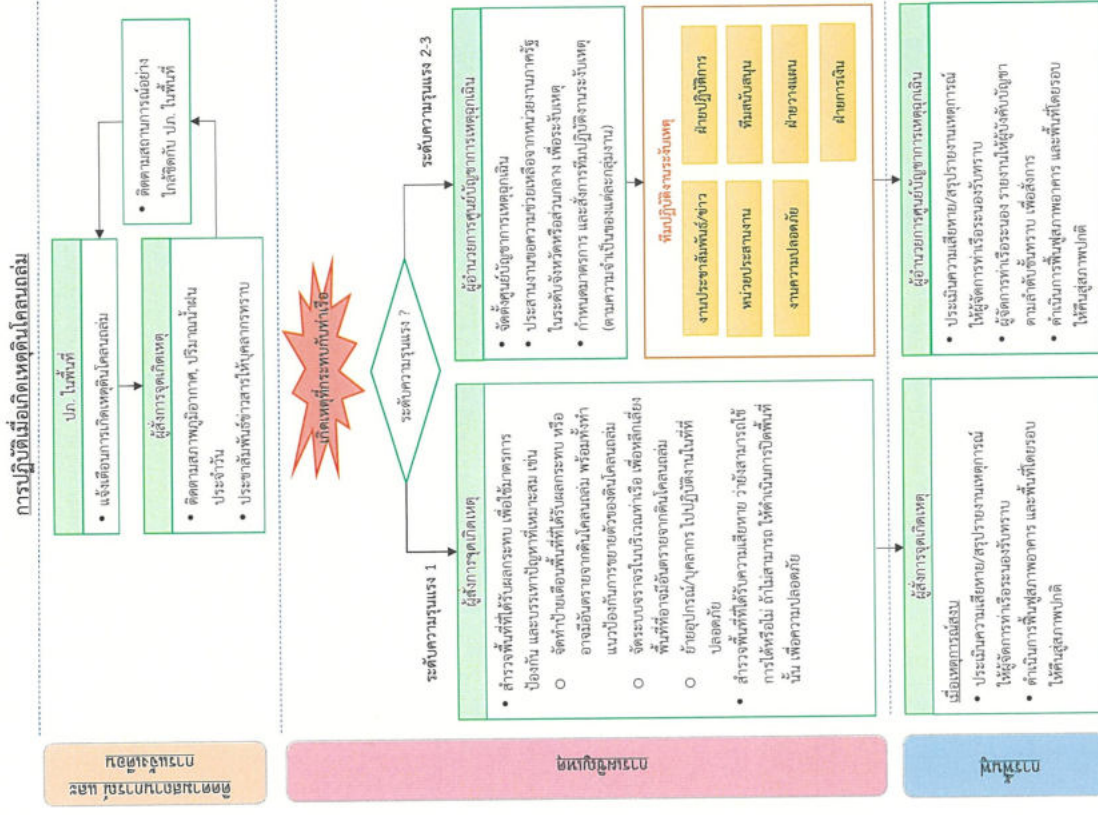 การปฏิบัติเมื่อเกิดเหตุดินโคลนถล่ม
ติดตามสถานการณ์ และ
การแจ้งเตือน
ปภ. ในพื้นที่
• แจ้งเตือนการเกิดเหตุดินโคลนถล่ม
ผู้สั่งการจุดเกิดเหตุ
• ติดตามสภาพภูมิอากาศ, ปริมาณน้ำฝน
ประจำวัน
• ประชาสัมพันธ์ข่าวสารให้บุคลากรทราบ
• ติดตามสถานการณ์อย่าง
ใกล้ชิดกับ ปภ. ในพื้นที่
การเผชิญเหตุ
เกิดเหตุที่กระทบกับท่าเรือ
ระดับความรุนแรง ?
ระดับความรุนแรง 1
ผู้สั่งการจุดเกิดเหตุ
• สำรวจพื้นที่ที่ได้รับผลกระทบ เพื่อใช้มาตรการ
ป้องกัน และบรรเทาปัญหาที่เหมาะสม เช่น
○ จัดทำป้ายเตือนพื้นที่ที่ได้รับผลกระทบ หรือ
อาจมีอันตรายจากดินโคลนถล่ม พร้อมทั้งทำ
แนวป้องกันการขยายตัวของดินโคลนถล่ม
○ จัดระบบจราจรในบริเวณท่าเรือ เพื่อหลีกเลี่ยง
พื้นที่ที่อาจมีอันตรายจากดินโคลนถล่ม
○ ย้ายอุปกรณ์/บุคลากร ไปปฏิบัติงานในที่ที่
ปลอดภัย
• สำรวจพื้นที่ที่ได้รับความเสียหาย ว่ายังสามารถใช้
การได้หรือไม่ ถ้าไม่สามารถ ให้ดำเนินการปิดพื้นที่
นั้น เพื่อความปลอดภัย
ระดับความรุนแรง 2-3
ผู้อำนวยการศูนย์บัญชาการเหตุฉุกเฉิน
• จัดตั้งศูนย์บัญชาการเหตุฉุกเฉิน
• ประสานงานขอความช่วยเหลือจากหน่วยงานภาครัฐ
ในระดับจังหวัดหรือส่วนกลาง เพื่อระงับเหตุ
• กำหนดมาตรการ และสั่งการทีมปฏิบัติงานระงับเหตุ
(ตามความจำเป็นของแต่ละกลุ่มงาน)
ทีมปฏิบัติงานระงับเหตุ
งานประชาสัมพันธ์/ข่าว
ฝ่ายปฏิบัติการ
หน่วยประสานงาน
ทีมสนับสนุน
งานความปลอดภัย
ฝ่ายวางแผน
ฝ่ายการเงิน
การฟื้นฟู
ผู้สั่งการจุดเกิดเหตุ
เมื่อเหตุการณ์สงบ
• ประเมินความเสียหาย/สรุปรายงานเหตุการณ์
ให้ผู้จัดการท่าเรือระนองรับทราบ
• ดำเนินการฟื้นฟูสภาพอาคาร และพื้นที่โดยรอบ
ให้คืนสู่สภาพปกติ
ผู้อำนวยการศูนย์บัญชาการเหตุฉุกเฉิน
• ประเมินความเสียหาย/สรุปรายงานเหตุการณ์
ให้ผู้จัดการท่าเรือระนองรับทราบ
• ผู้จัดการท่าเรือระนอง รายงานให้ผู้บังคับบัญชา
ตามลำดับชั้นทราบ เพื่อสั่งการ
• ดำเนินการฟื้นฟูสภาพอาคาร และพื้นที่โดยรอบ
ให้คืนสู่สภาพปกติ